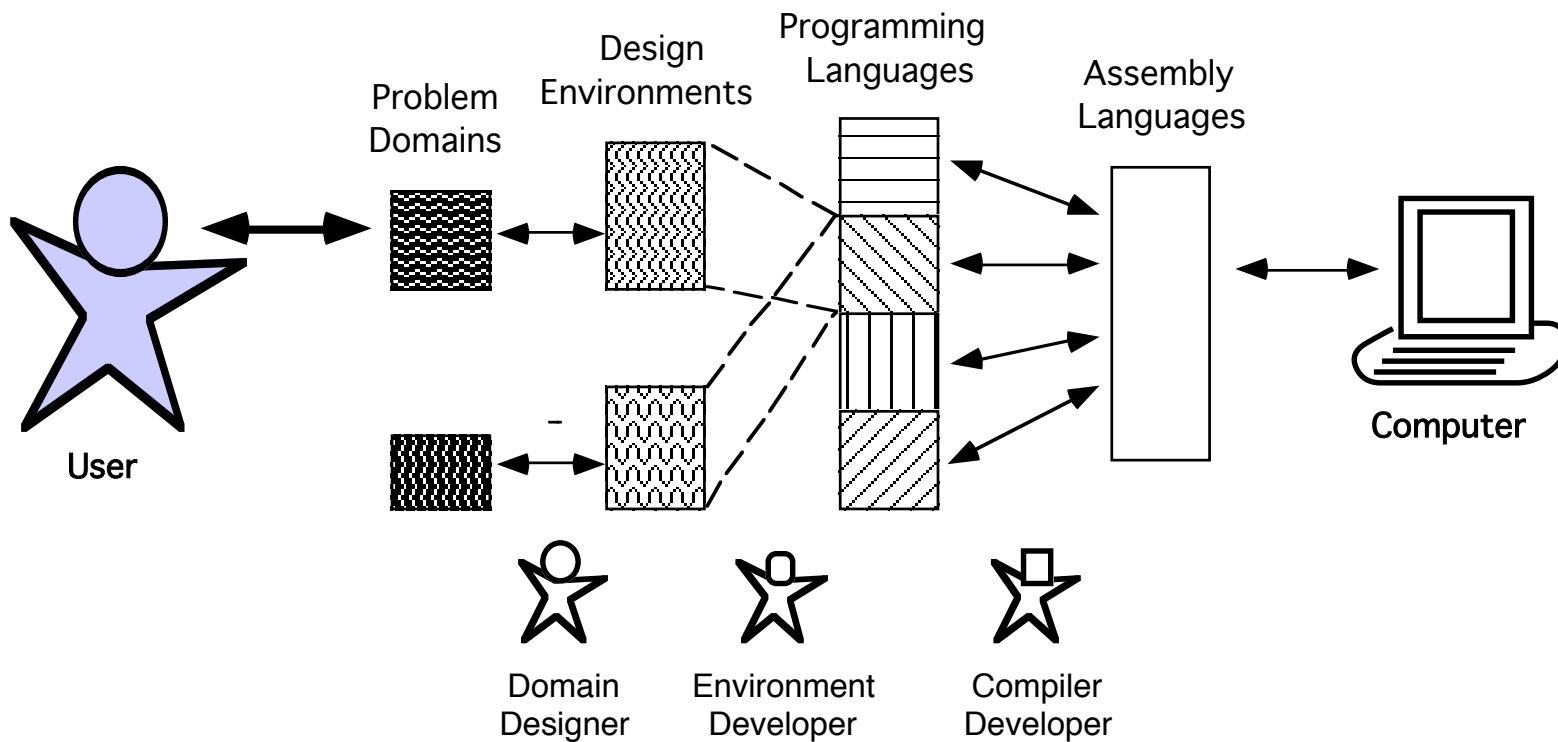 Programming
Languages
Design
Environments
Assembly
Languages
Problem
Domains
-
User
Computer
Domain
Designer
Environment
Developer
Compiler
Developer